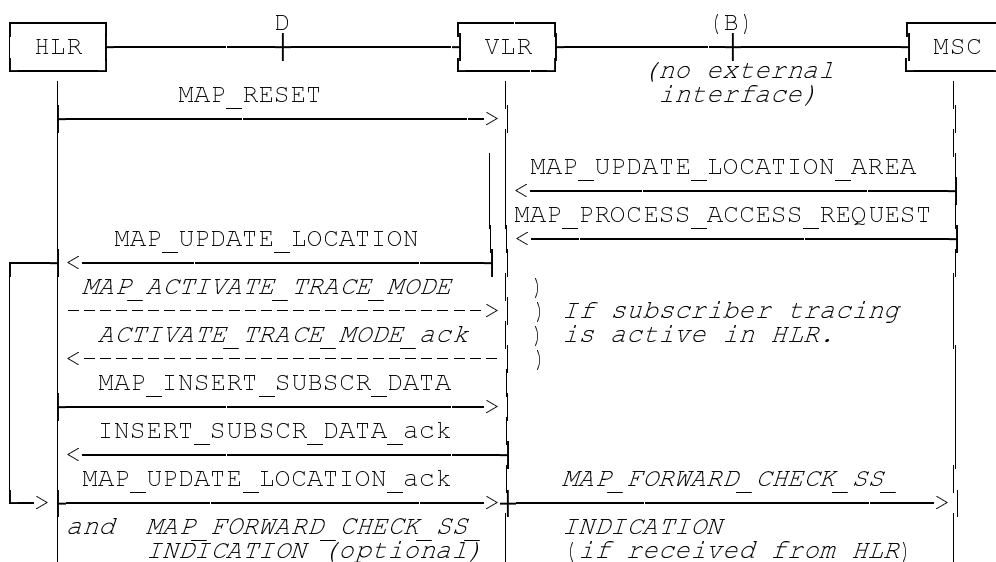 D (B)
HLR VLR MSC
(no external
interface)
MAP_RESET
MAP_UPDATE_LOCATION_AREA
MAP_PROCESS_ACCESS_REQUEST
MAP_UPDATE_LOCATION
MAP_ACTIVATE_TRACE_MODE )
) If subscriber tracing
ACTIVATE_TRACE_MODE_ack ) is active in HLR.
)
MAP_INSERT_SUBSCR_DATA
INSERT_SUBSCR_DATA_ack
MAP_UPDATE_LOCATION_ack MAP_FORWARD_CHECK_SS_
and MAP_FORWARD_CHECK_SS_ INDICATION
INDICATION (optional) (if received from HLR)